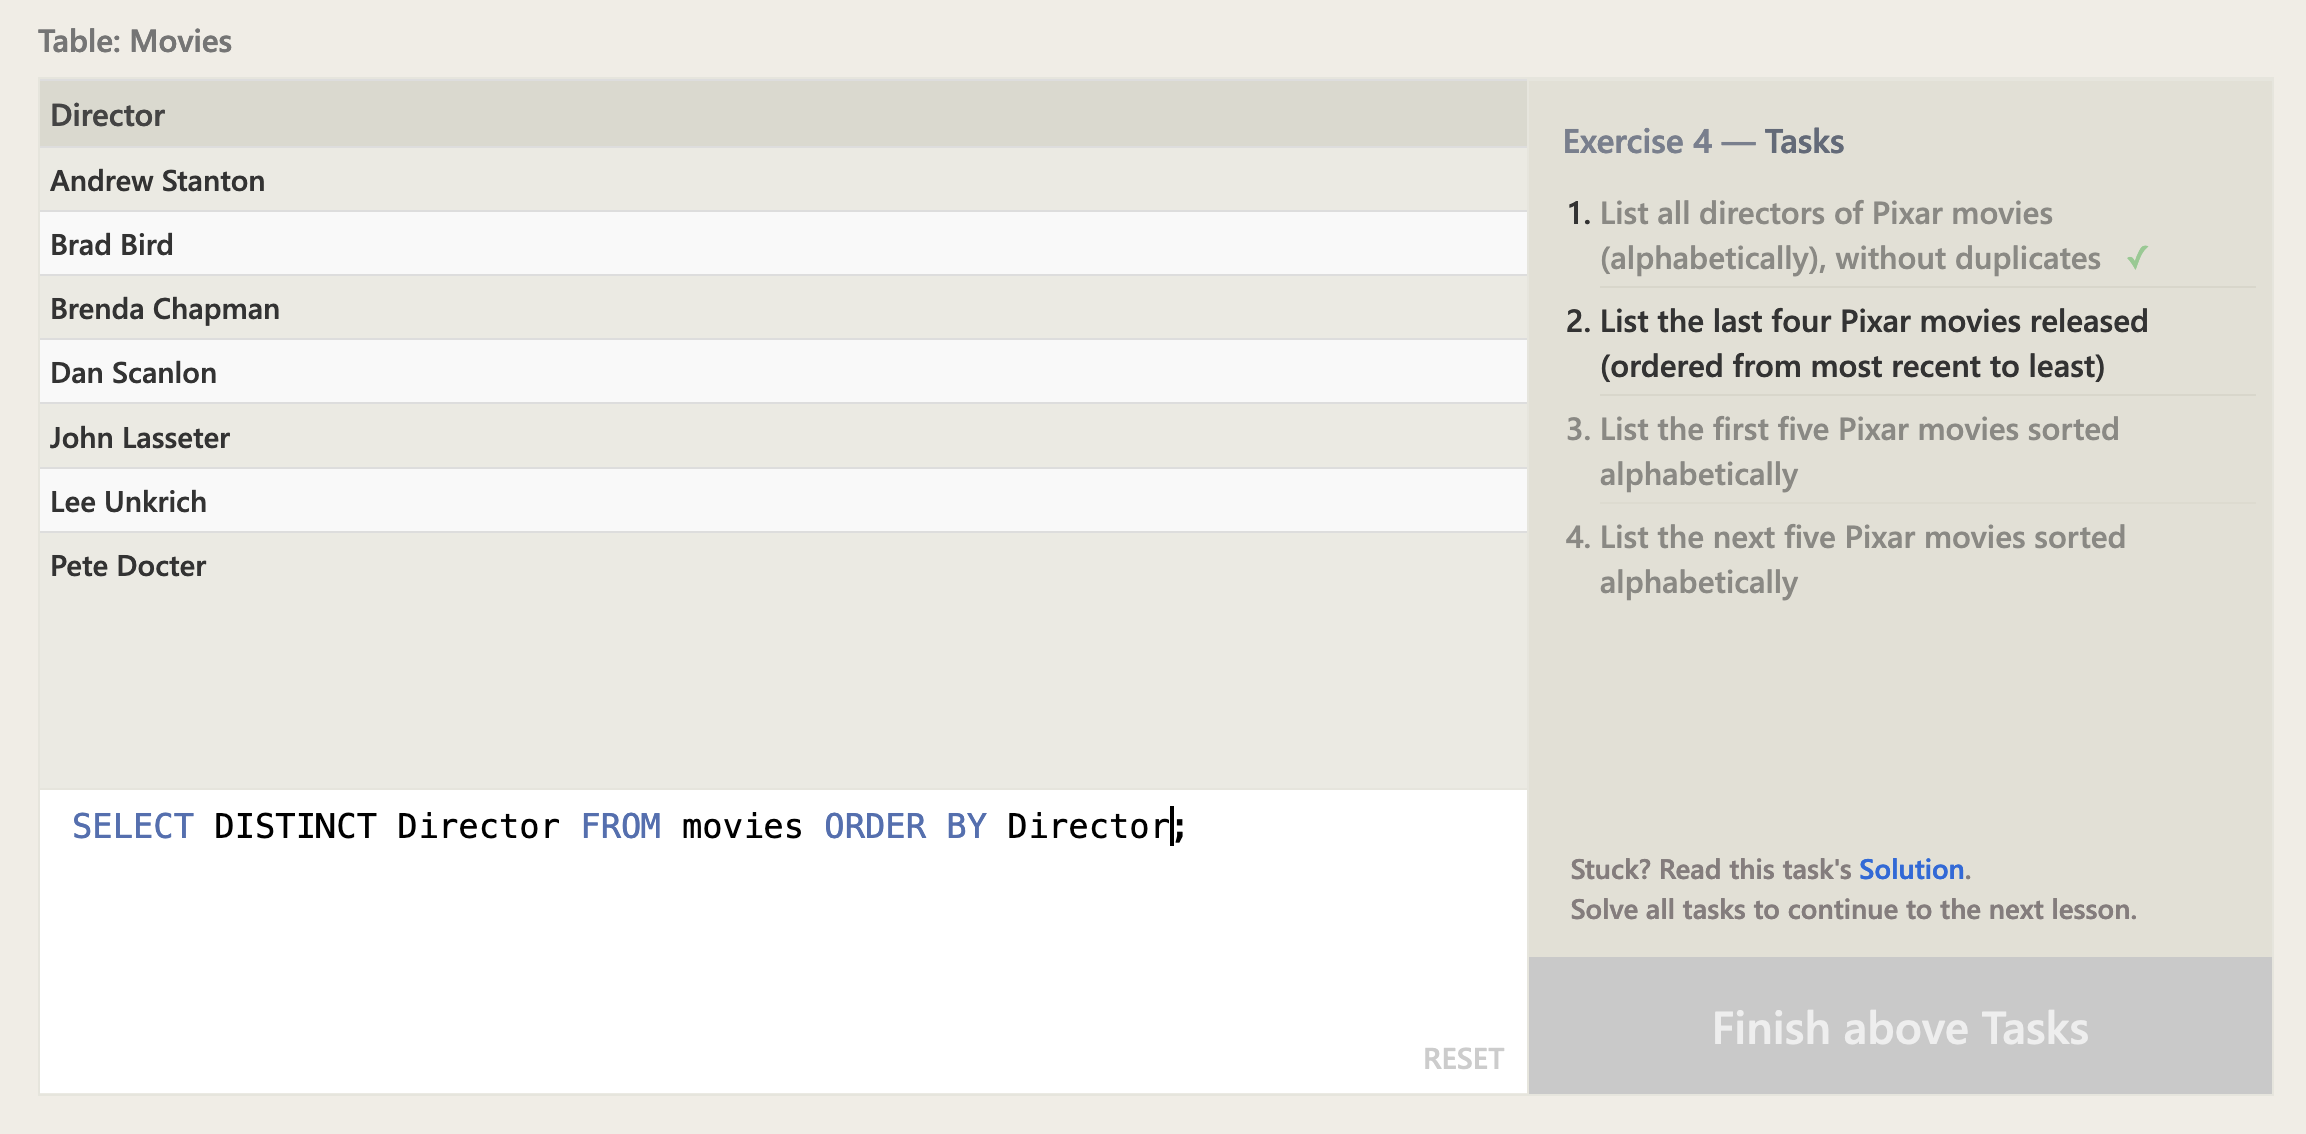 Table: Movies
Director
Andrew Stanton
Brad Bird
Brenda Chapman
Dan Scanlon
John Lasseter
Lee Unkrich
Pete Docter
SELECT DISTINCT Director FROM movies ORDER BY Director;
RESET
Exercise 4 — Tasks
1. List all directors of Pixar movies
(alphabetically), without duplicates ✓
2. List the last four Pixar movies released
(ordered from most recent to least)
3. List the first five Pixar movies sorted
alphabetically
4. List the next five Pixar movies sorted
alphabetically
Stuck? Read this task's Solution.
Solve all tasks to continue to the next lesson.
Finish above Tasks